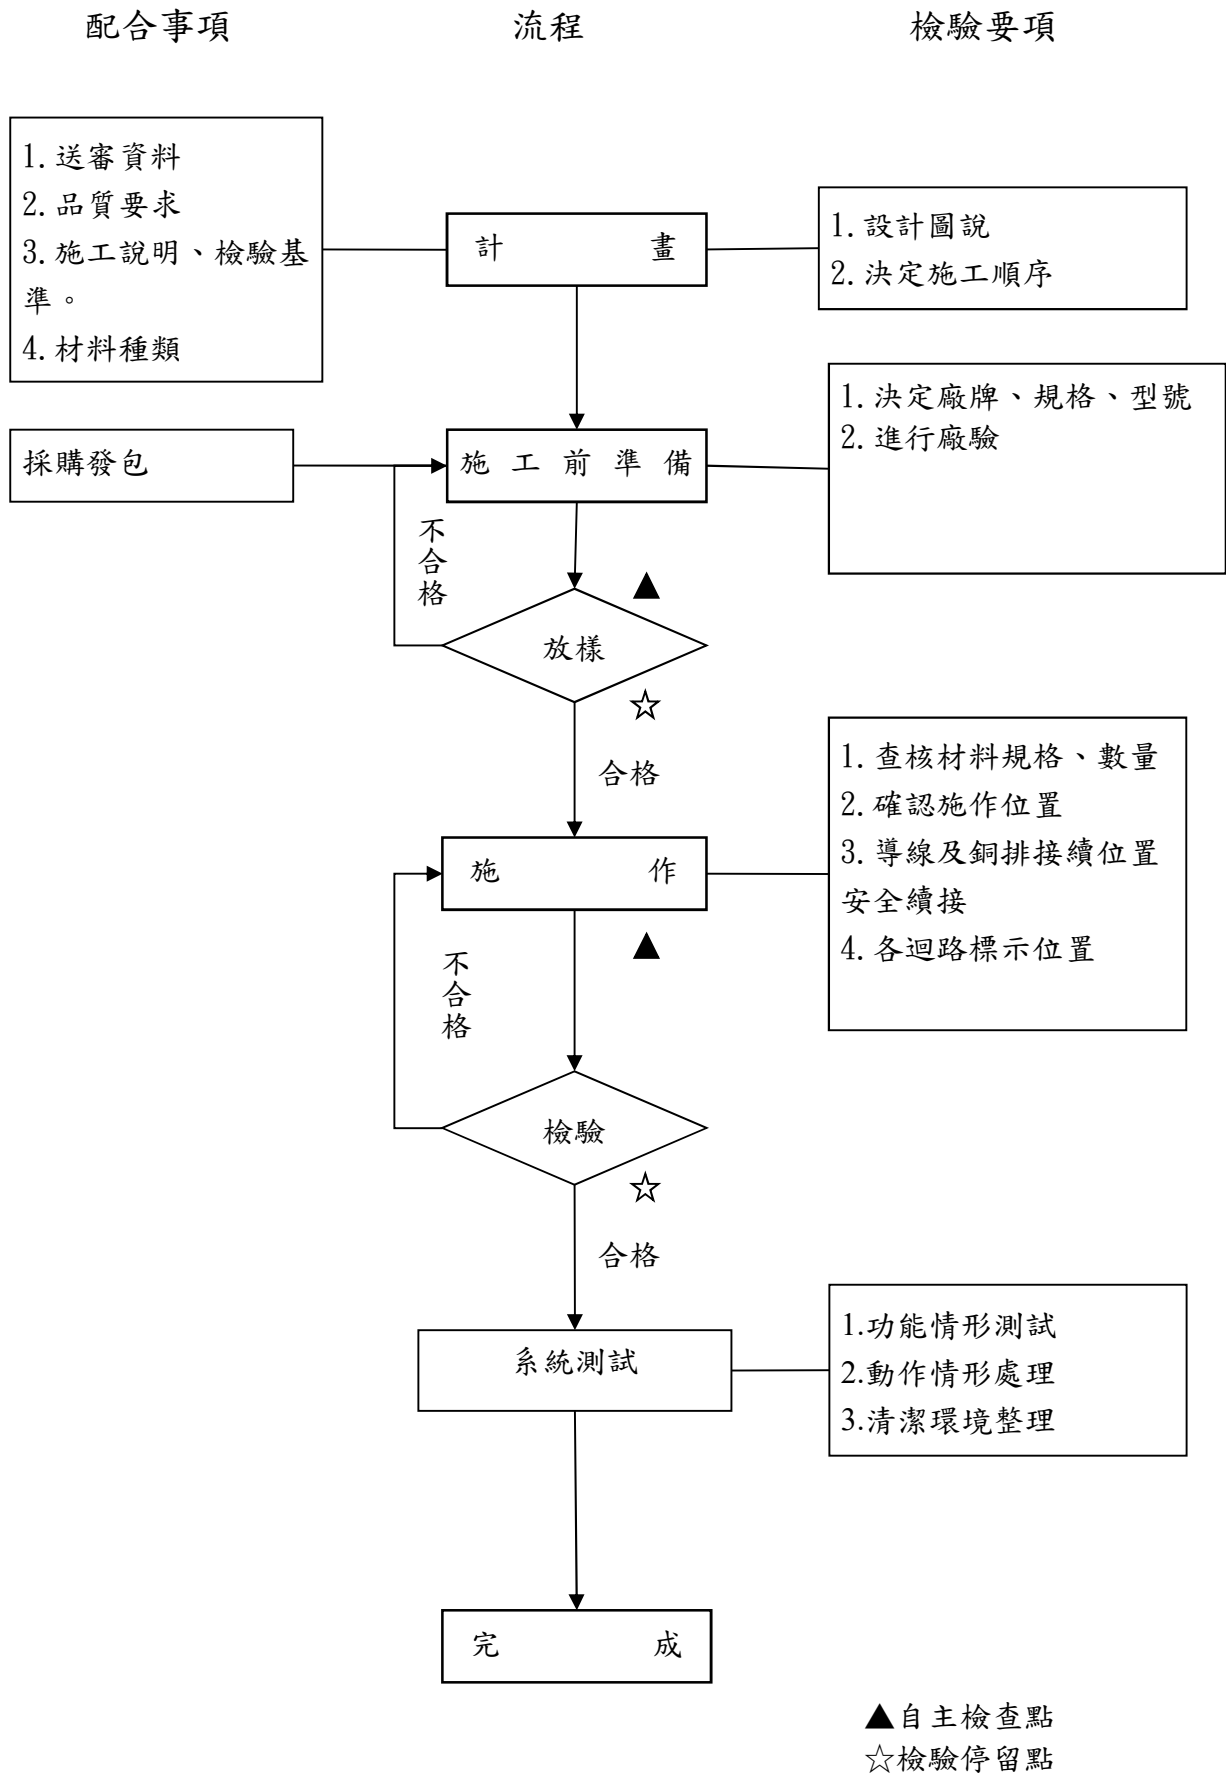 配合事項
流程
檢驗要項
1.送審資料
2.品質要求
3.施工說明、檢驗基
準。
4.材料種類
計 畫
1.設計圖說
2.決定施工順序
採購發包
施工前準備
1.決定廠牌、規格、型號
2.進行廠驗
不合格
▲
放樣
☆
合格
施 作
1.查核材料規格、數量
2.確認施作位置
3.導線及銅排接續位置
安全續接
4.各迴路標示位置
▲
不合格
檢驗
☆
合格
系統測試
1.功能情形測試
2.動作情形處理
3.清潔環境整理
完 成
▲自主檢查點
☆檢驗停留點